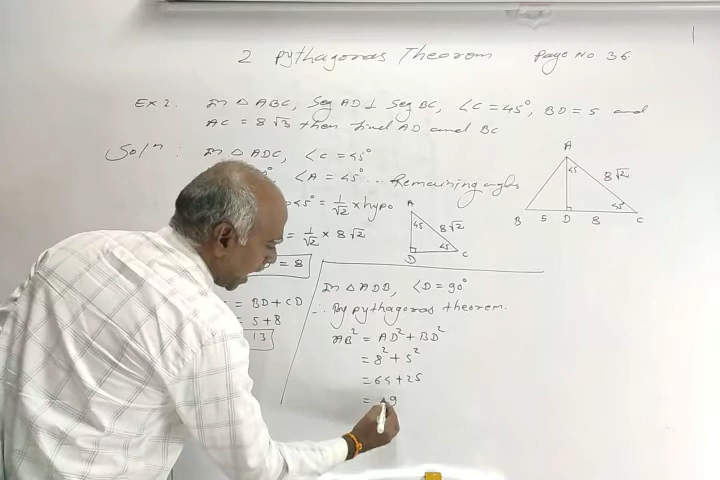 2 Pythagoras Theorem Page No 36.
Ex 2. In △ ABC, Seg AD ⊥ Seg BC, ∠C = 45°, BD = 5 and
AC = 8√3 then find AD and BC
Solⁿ : In △ ADC, ∠C = 45°
∠A = 45° ... Remaining angles
45° = 1/√2 × hypo
= 1/√2 × 8√2
= 8
= BD + CD
= 5 + 8
13
A
45
8√2
45
D C
A
45
8√2
45
B 5 D 8 C
In △ ADB, ∠D = 90°
∴ By pythagoras theorem.
AB² = AD² + BD²
= 8² + 5²
= 64 + 25